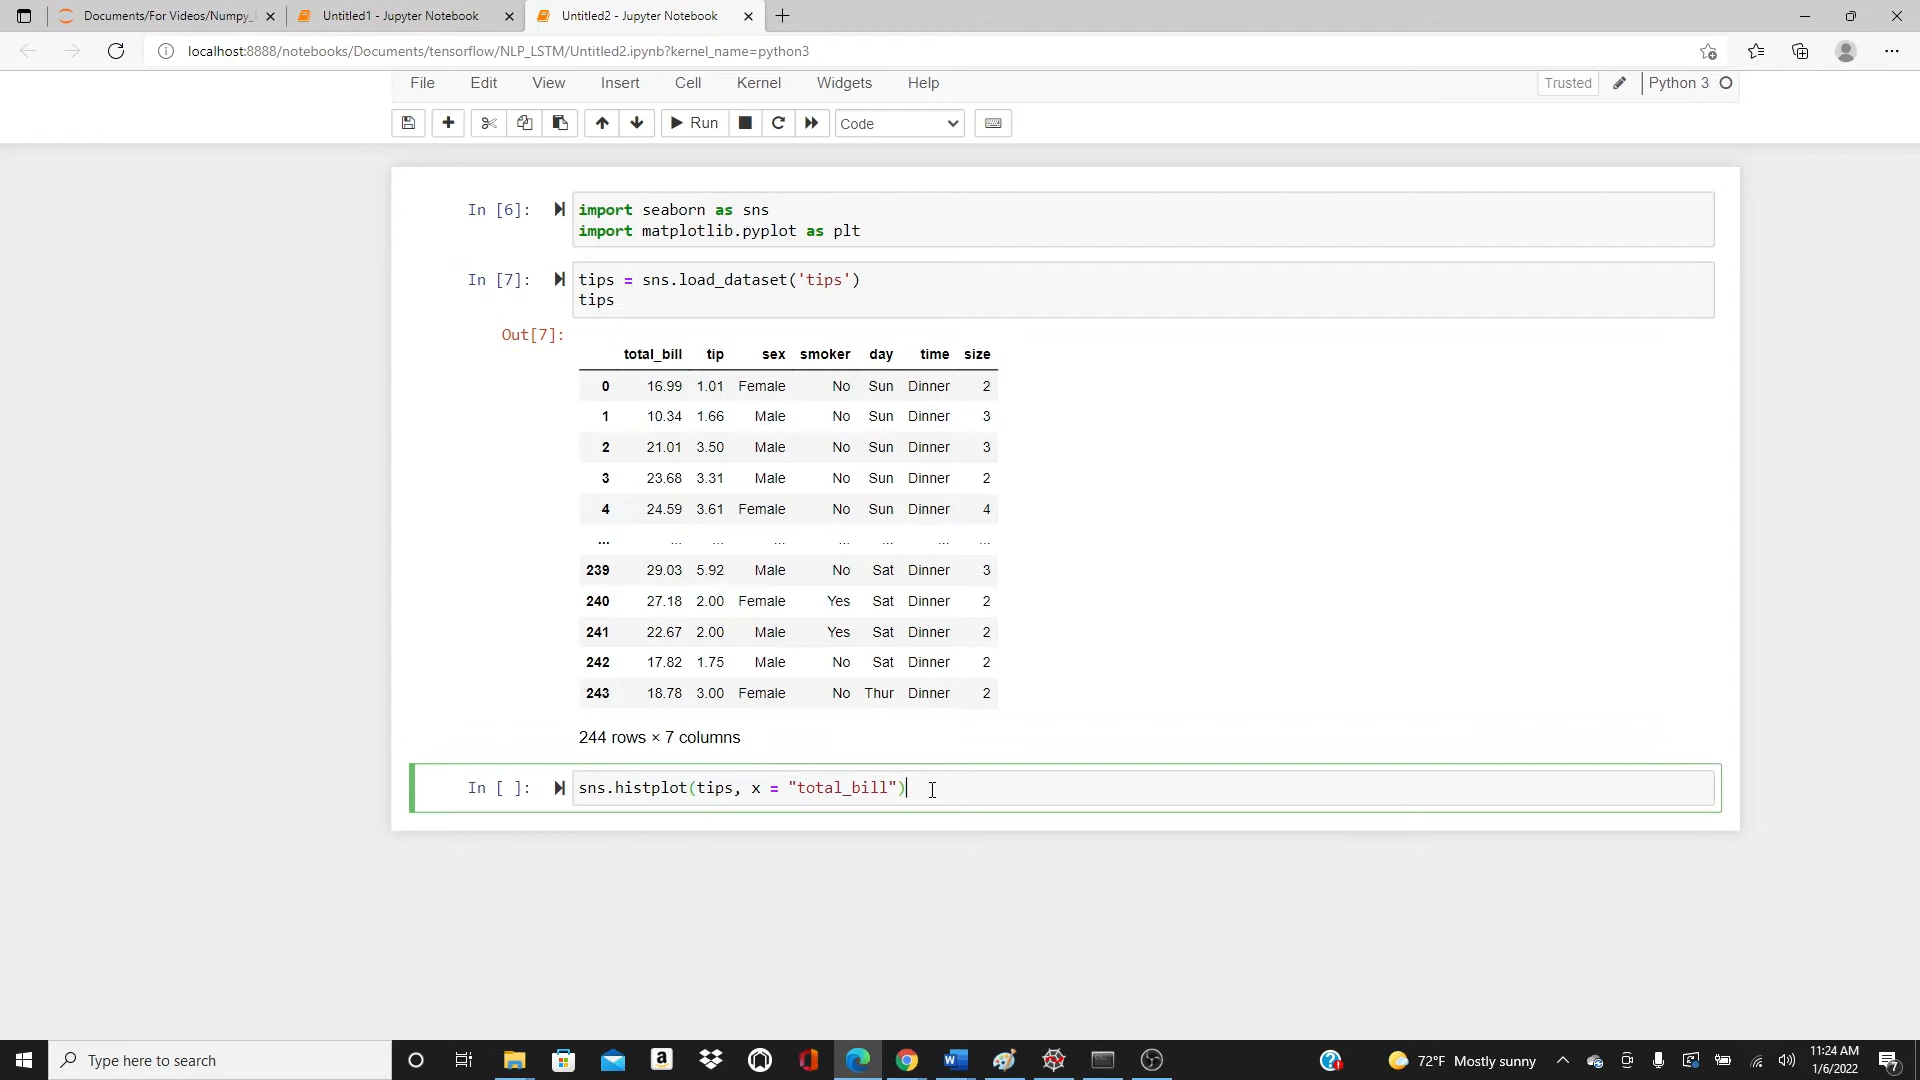 Documents/For Videos/Numpy_
Untitled1 - Jupyter Notebook
Untitled2 - Jupyter Notebook
localhost:8888/notebooks/Documents/tensorflow/NLP_LSTM/Untitled2.ipynb?kernel_name=python3
File Edit View Insert Cell Kernel Widgets Help Trusted Python 3
Run Code
In [6]: import seaborn as sns
import matplotlib.pyplot as plt
In [7]: tips = sns.load_dataset('tips')
tips
Out[7]:
total_bill tip sex smoker day time size
0 16.99 1.01 Female No Sun Dinner 2
1 10.34 1.66 Male No Sun Dinner 3
2 21.01 3.50 Male No Sun Dinner 3
3 23.68 3.31 Male No Sun Dinner 2
4 24.59 3.61 Female No Sun Dinner 4
... ... ... ... ... ... ... ...
239 29.03 5.92 Male No Sat Dinner 3
240 27.18 2.00 Female Yes Sat Dinner 2
241 22.67 2.00 Male Yes Sat Dinner 2
242 17.82 1.75 Male No Sat Dinner 2
243 18.78 3.00 Female No Thur Dinner 2
244 rows × 7 columns
In [ ]: sns.histplot(tips, x = "total_bill")
Type here to search
72°F Mostly sunny
11:24 AM
1/6/2022
7